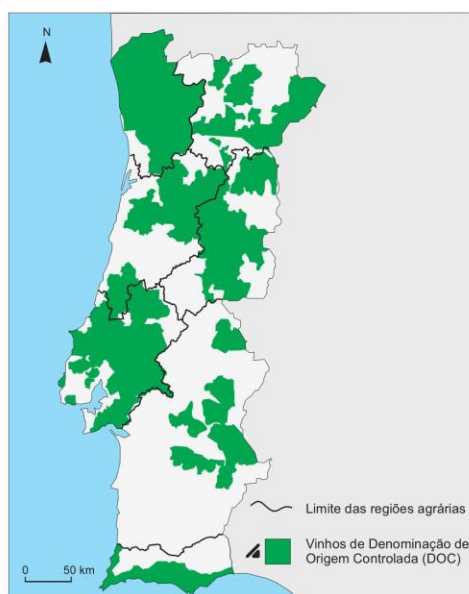 N
Limite das regiões agrárias
Vinhos de Denominação de
Origem Controlada (DOC)
0 50 km